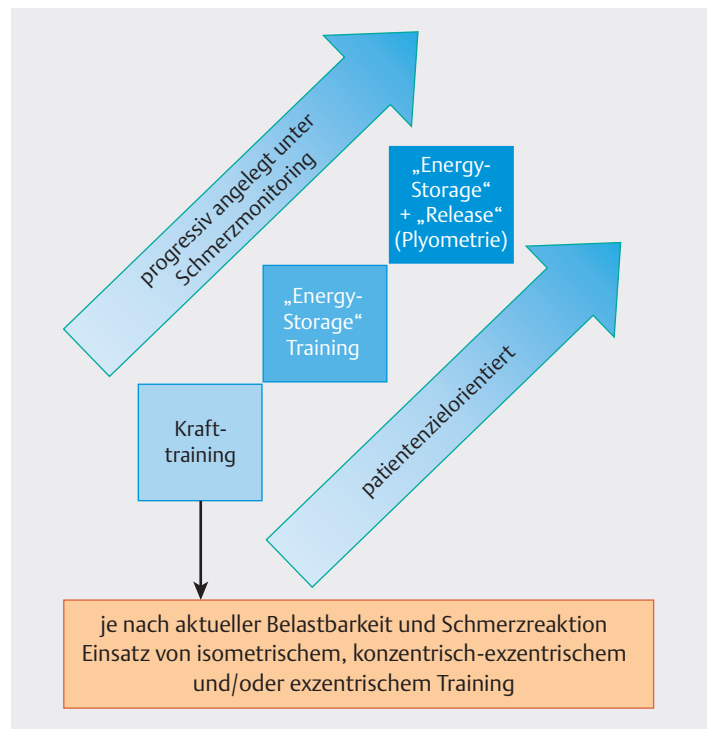 progressiv angelegt unter
Schmerzmonitoring
„Energy-
Storage“
+ „Release“
(Plyometrie)
„Energy-
Storage“
Training
Kraft-
training
patientenzielorientiert
je nach aktueller Belastbarkeit und Schmerzreaktion
Einsatz von isometrischem, konzentrisch-exzentrischem
und/oder exzentrischem Training